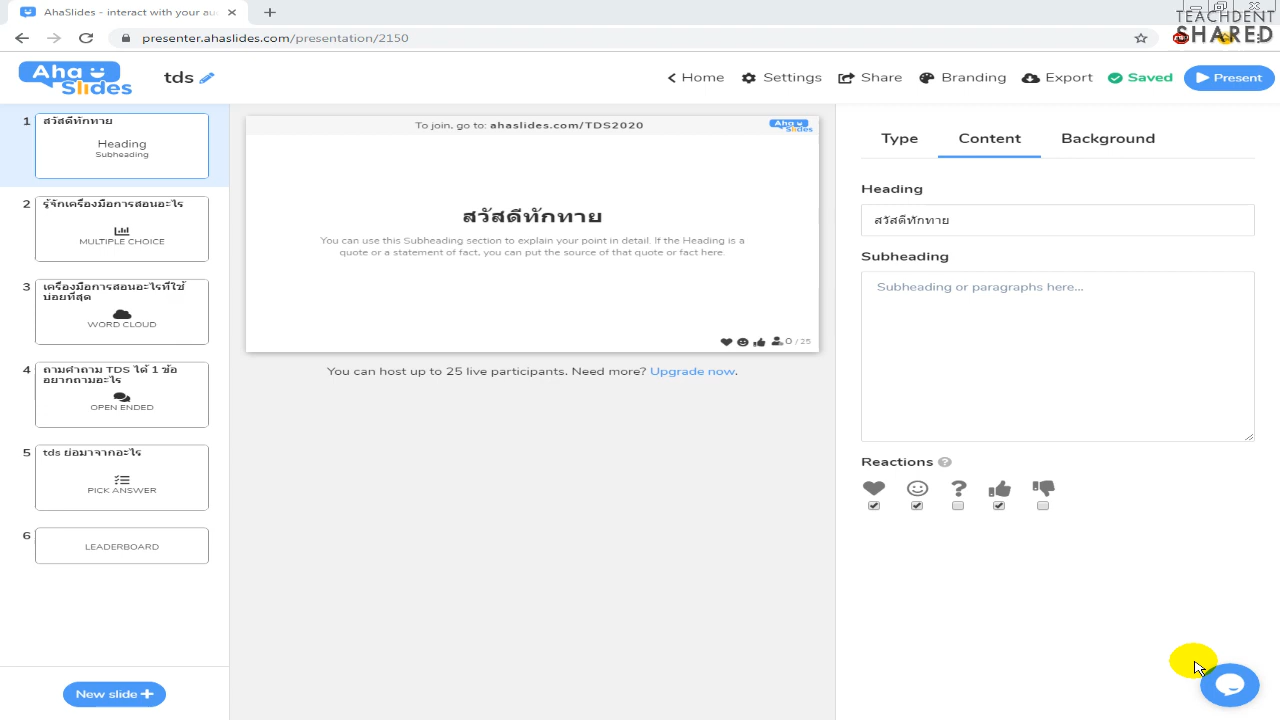 AhaSlides - interact with your au
TEACHDENT
SHARED
presenter.ahaslides.com/presentation/2150
Aha Slides
tds
Home
Settings
Share
Branding
Export
Saved
Present
1
สวัสดีทักทาย
Heading
Subheading
2
รู้จักเครื่องมือการสอนอะไร
MULTIPLE CHOICE
3
เครื่องมือการสอนอะไรที่ใช้
บ่อยที่สุด
WORD CLOUD
4
ถามคำถาม TDS ได้ 1 ข้อ
อยากถามอะไร
OPEN ENDED
5
tds ย่อมาจากอะไร
PICK ANSWER
6
LEADERBOARD
New slide +
To join, go to: ahaslides.com/TDS2020
Aha Slides
สวัสดีทักทาย
You can use this Subheading section to explain your point in detail. If the Heading is a
quote or a statement of fact, you can put the source of that quote or fact here.
0 / 25
You can host up to 25 live participants. Need more? Upgrade now.
Type
Content
Background
Heading
สวัสดีทักทาย
Subheading
Subheading or paragraphs here...
Reactions ?